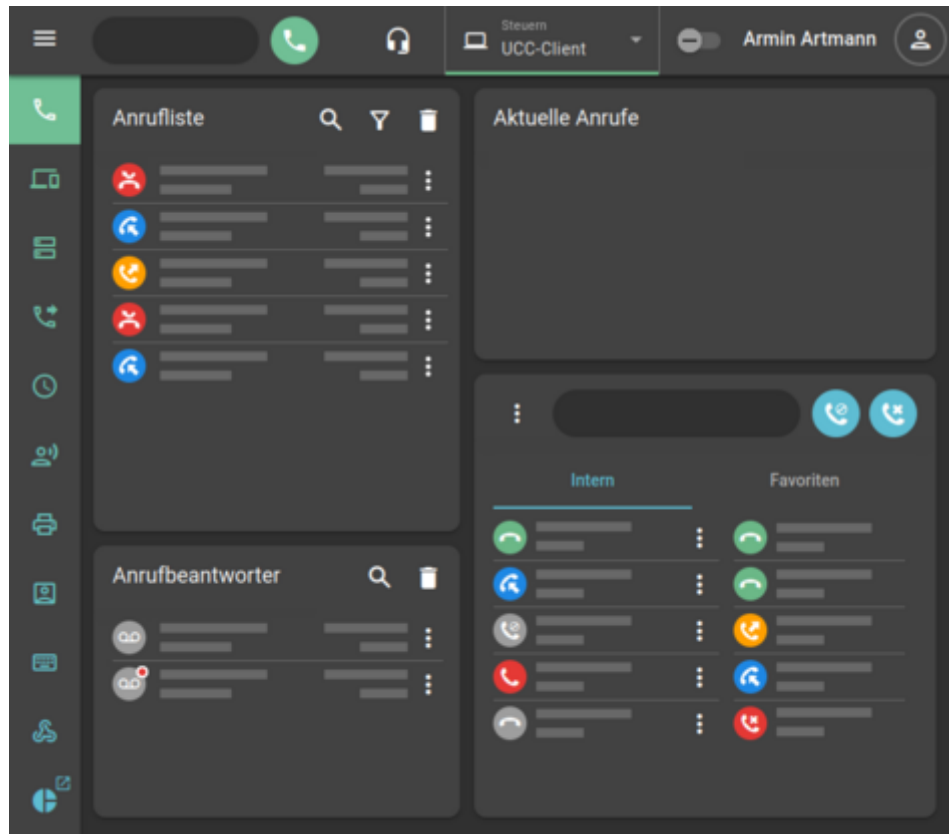 Steuern
UCC-Client
Armin Artmann
Anrufliste
Aktuelle Anrufe
Intern
Favoriten
Anrufbeantworter